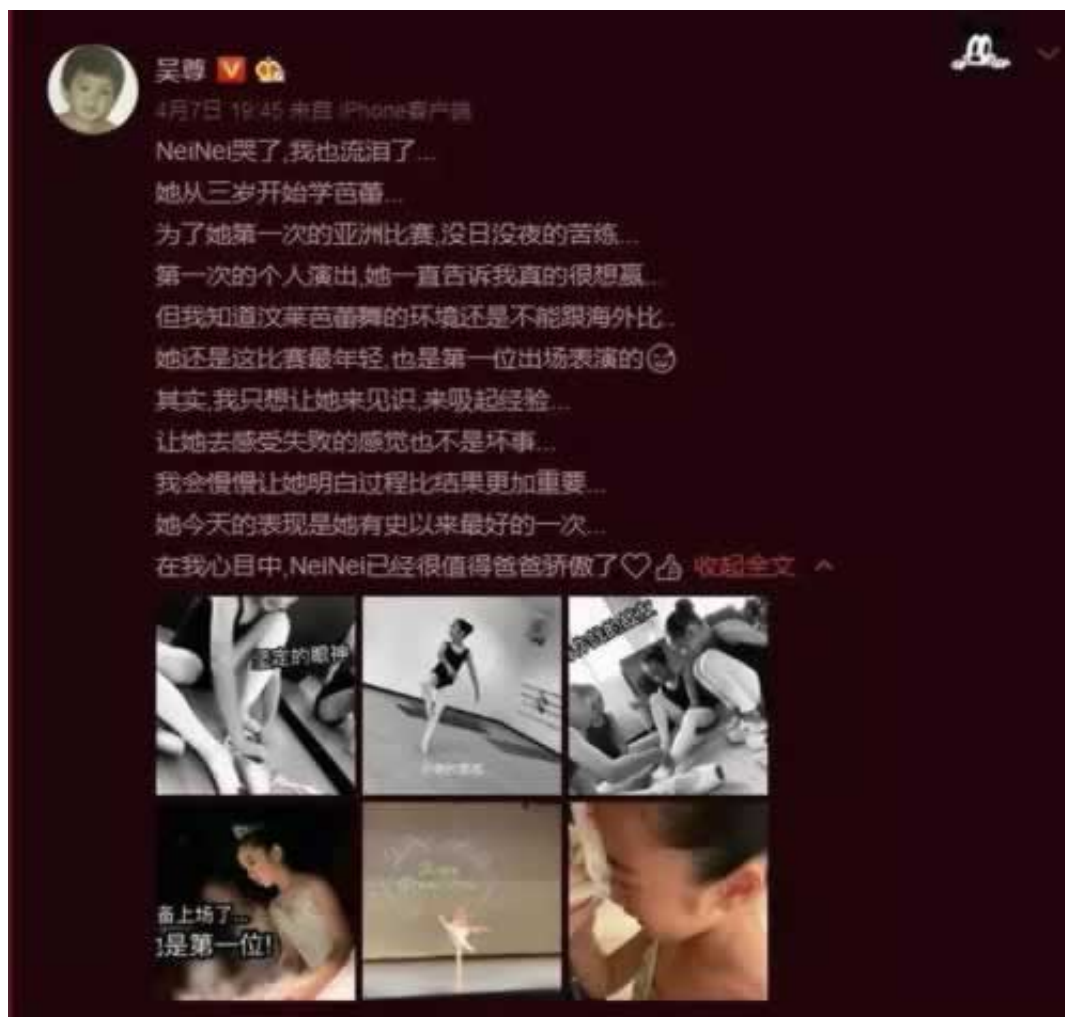 吴尊
4月7日 19:45 来自 iPhone客户端
NeiNei哭了,我也流泪了...
她从三岁开始学芭蕾...
为了她第一次的亚洲比赛,没日没夜的苦练...
第一次的个人演出,她一直告诉我真的很想赢...
但我知道汶莱芭蕾舞的环境还是不能跟海外比..
她还是这比赛最年轻,也是第一位出场表演的
其实,我只想让她来见识,来吸起经验...
让她去感受失败的感觉也不是坏事...
我会慢慢让她明白过程比结果更加重要...
她今天的表现是她有史以来最好的一次...
在我心目中,NeiNei已经很值得爸爸骄傲了♡ 收起全文
定的眼神
备上场了...
是第一位!